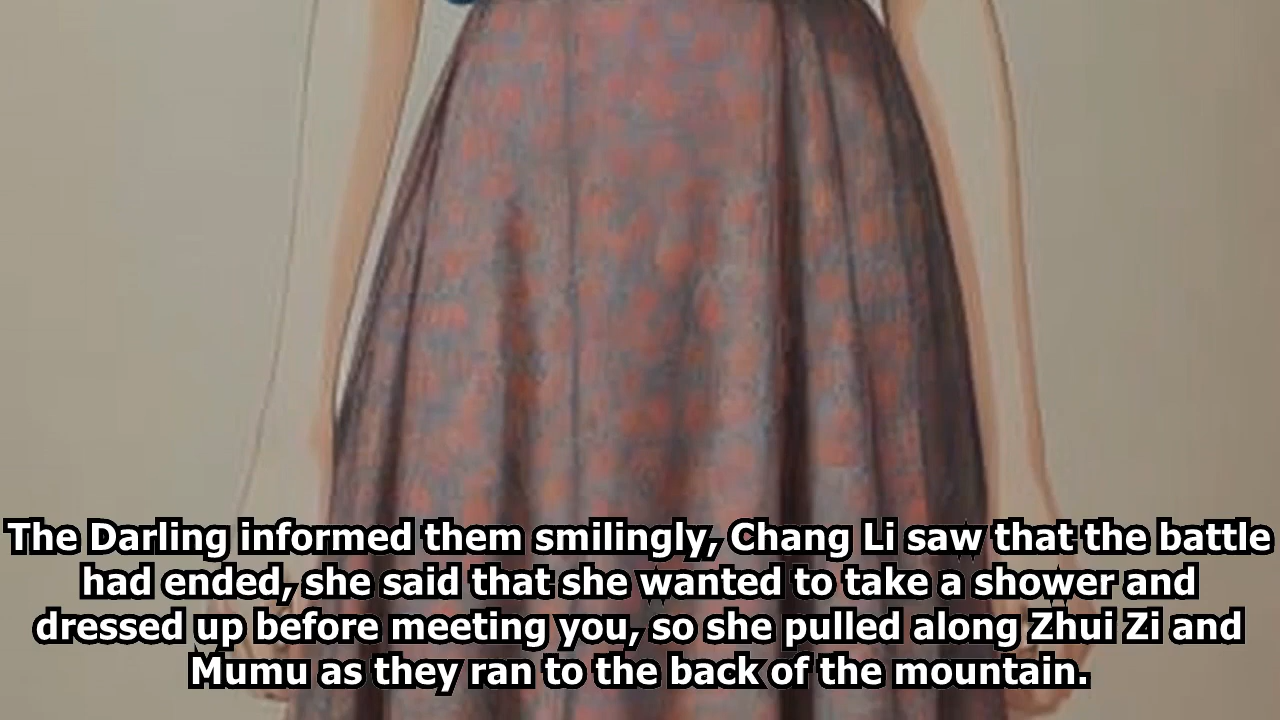 The Darling informed them smilingly, Chang Li saw that the battle
had ended, she said that she wanted to take a shower and
dressed up before meeting you, so she pulled along Zhui Zi and
Mumu as they ran to the back of the mountain.